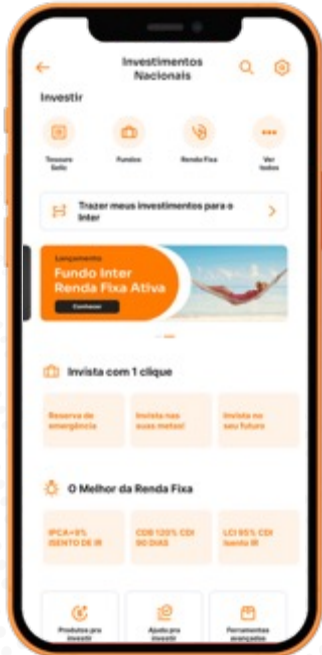 Investimentos
Nacionais
Investir
Tesouro
Selic
Fundos
Renda Fixa
Ver
todos
Trazer meus investimentos para o
Inter
Lançamento
Fundo Inter
Renda Fixa Ativa
Conhecer
Invista com 1 clique
Reserva de
emergência
Invista nas
suas metas!
Invista no
seu futuro
O Melhor da Renda Fixa
IPCA+8%
ISENTO DE IR
CDB 120% CDI
90 DIAS
LCI 95% CDI
Isento IR
Produtos pra
investir
Ajuda pra
investir
Ferramentas
avançadas